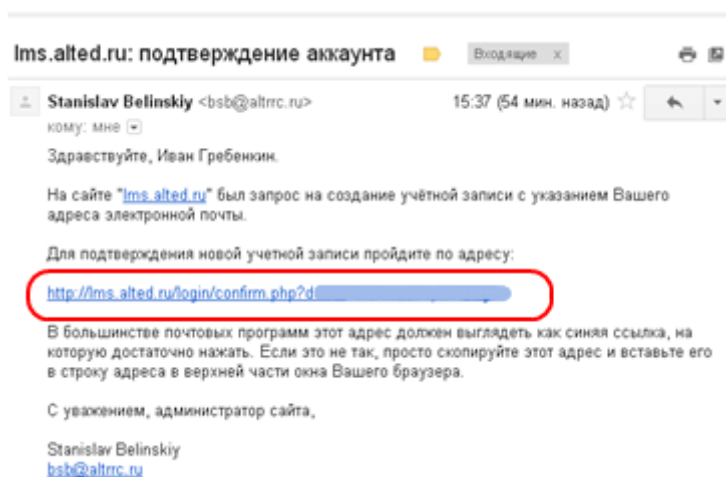 lms.alted.ru: подтверждение аккаунта Входящие x
Stanislav Belinskiy <bsb@altrrc.ru> 15:37 (54 мин. назад)
кому: мне
Здравствуйте, Иван Гребенкин.
На сайте "lms.alted.ru" был запрос на создание учётной записи с указанием Вашего
адреса электронной почты.
Для подтверждения новой учетной записи пройдите по адресу:
http://lms.alted.ru/login/confirm.php?d
В большинстве почтовых программ этот адрес должен выглядеть как синяя ссылка, на
которую достаточно нажать. Если это не так, просто скопируйте этот адрес и вставьте его
в строку адреса в верхней части окна Вашего браузера.
С уважением, администратор сайта,
Stanislav Belinskiy
bsb@altrrc.ru